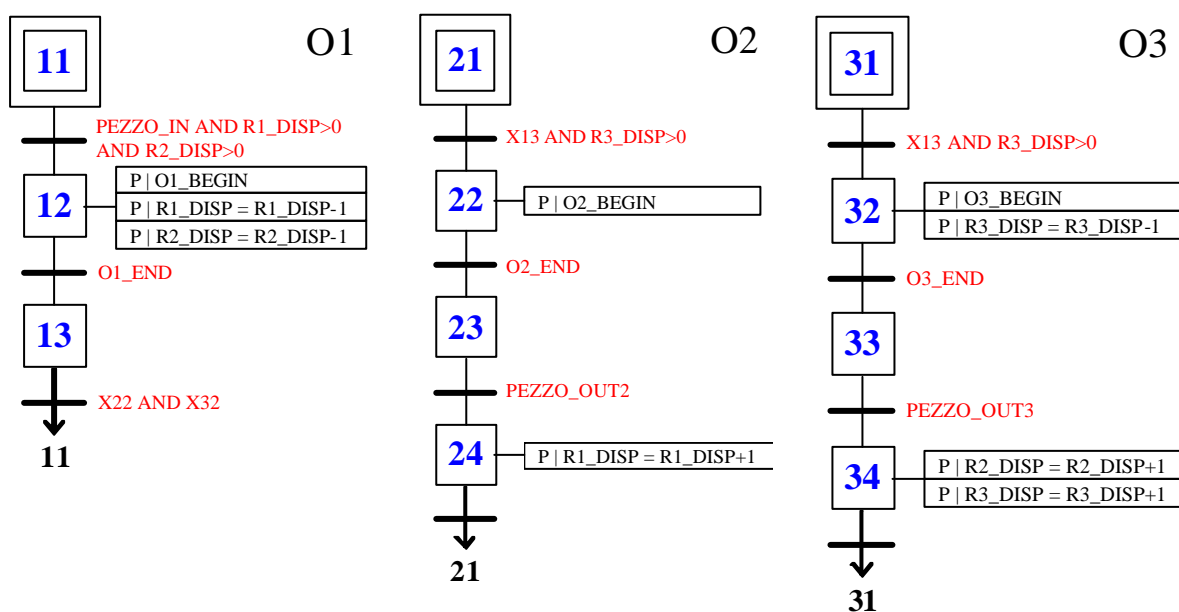 O1
11
PEZZO_IN AND R1_DISP>0
AND R2_DISP>0
12
P | O1_BEGIN
P | R1_DISP = R1_DISP-1
P | R2_DISP = R2_DISP-1
O1_END
13
X22 AND X32
11
O2
21
X13 AND R3_DISP>0
22
P | O2_BEGIN
O2_END
23
PEZZO_OUT2
24
P | R1_DISP = R1_DISP+1
21
O3
31
X13 AND R3_DISP>0
32
P | O3_BEGIN
P | R3_DISP = R3_DISP-1
O3_END
33
PEZZO_OUT3
34
P | R2_DISP = R2_DISP+1
P | R3_DISP = R3_DISP+1
31